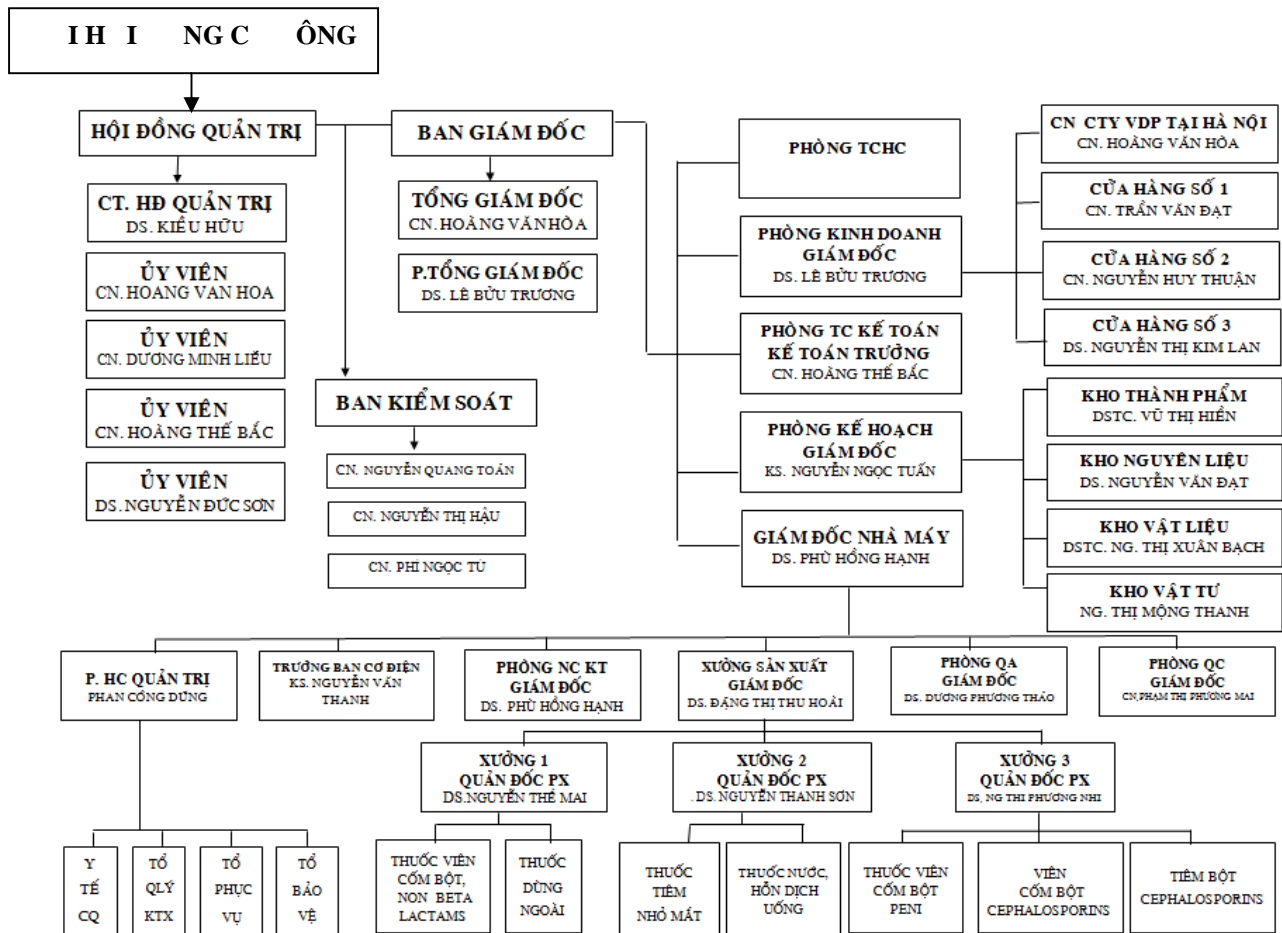 I H I NG C ÔNG
HỘI ĐỒNG QUẢN TRỊ
CT. HĐ QUẢN TRỊ
DS. KIỀU HỮU
ỦY VIÊN
CN. HOANG VAN HOA
ỦY VIÊN
CN. DƯƠNG MINH LIẾU
ỦY VIÊN
CN. HOÀNG THẾ BẮC
ỦY VIÊN
DS. NGUYỄN ĐỨC SƠN
BAN GIÁM ĐỐC
TỔNG GIÁM ĐỐC
CN. HOÀNG VĂN HÒA
P.TỔNG GIÁM ĐỐC
DS. LÊ BỬU TRƯƠNG
BAN KIỂM SOÁT
CN. NGUYỄN QUANG TOÁN
CN. NGUYỄN THỊ HẬU
CN. PHÍ NGỌC TÚ
PHÒNG TCHC
PHÒNG KINH DOANH
GIÁM ĐỐC
DS. LÊ BỬU TRƯƠNG
PHÒNG TC KẾ TOÁN
KẾ TOÁN TRƯỞNG
CN. HOÀNG THẾ BẮC
PHÒNG KẾ HOẠCH
GIÁM ĐỐC
KS. NGUYỄN NGỌC TUẤN
GIÁM ĐỐC NHÀ MÁY
DS. PHÙ HỒNG HẠNH
CN CTY VDP TẠI HÀ NỘI
CN. HOÀNG VĂN HÒA
CỬA HÀNG SỐ 1
CN. TRẦN VĂN ĐẠT
CỬA HÀNG SỐ 2
CN. NGUYỄN HUY THUẬN
CỬA HÀNG SỐ 3
DS. NGUYỄN THỊ KIM LAN
KHO THÀNH PHẨM
DSTC. VŨ THỊ HIỀN
KHO NGUYÊN LIỆU
DS. NGUYỄN VĂN ĐẠT
KHO VẬT LIỆU
DSTC. NG. THỊ XUÂN BẠCH
KHO VẬT TƯ
NG. THỊ MỘNG THANH
P. HC QUẢN TRỊ
PHAN CÔNG DŨNG
TRƯỞNG BAN CƠ ĐIỆN
KS. NGUYỄN VĂN
THANH
PHÒNG NC KT
GIÁM ĐỐC
DS. PHÙ HỒNG HẠNH
XƯỞNG SẢN XUẤT
GIÁM ĐỐC
DS. ĐẶNG THỊ THU HOÀI
PHÒNG QA
GIÁM ĐỐC
DS. DƯƠNG PHƯƠNG THẢO
PHÒNG QC
GIÁM ĐỐC
CN,PHẠM THỊ PHƯƠNG MAI
XƯỞNG 1
QUẢN ĐỐC PX
DS.NGUYỄN THẾ MAI
XƯỞNG 2
QUẢN ĐỐC PX
. DS. NGUYỄN THANH SƠN
XƯỞNG 3
QUẢN ĐỐC PX
DS, NG THI PHƯƠNG NHI
Y
TẾ
CQ
TỔ
QLÝ
KTX
TỔ
PHỤC
VỤ
TỔ
BẢO
VỆ
THUỐC VIÊN
CỐM BỘT,
NON BETA
LACTAMS
THUỐC
DÙNG
NGOÀI
THUỐC
TIÊM
NHỎ MẮT
THUỐC NƯỚC,
HỖN DỊCH
UỐNG
THUỐC VIÊN
CỐM BỘT
PENI
VIÊN
CỐM BỘT
CEPHALOSPORINS
TIÊM BỘT
CEPHALOSPORINS